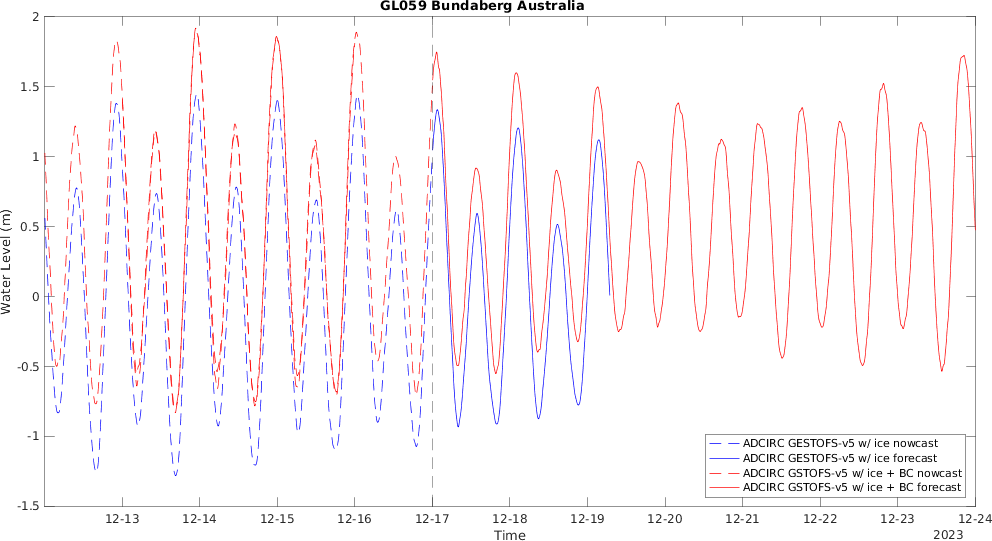 GL059 Bundaberg Australia
2
1.5
1
0.5
0
-0.5
-1
-1.5
Water Level (m)
12-13 12-14 12-15 12-16 12-17 12-18 12-19 12-20 12-21 12-22 12-23 12-24
Time
2023
ADCIRC GESTOFS-v5 w/ ice nowcast
ADCIRC GESTOFS-v5 w/ ice forecast
ADCIRC GSTOFS-v5 w/ ice + BC nowcast
ADCIRC GSTOFS-v5 w/ ice + BC forecast